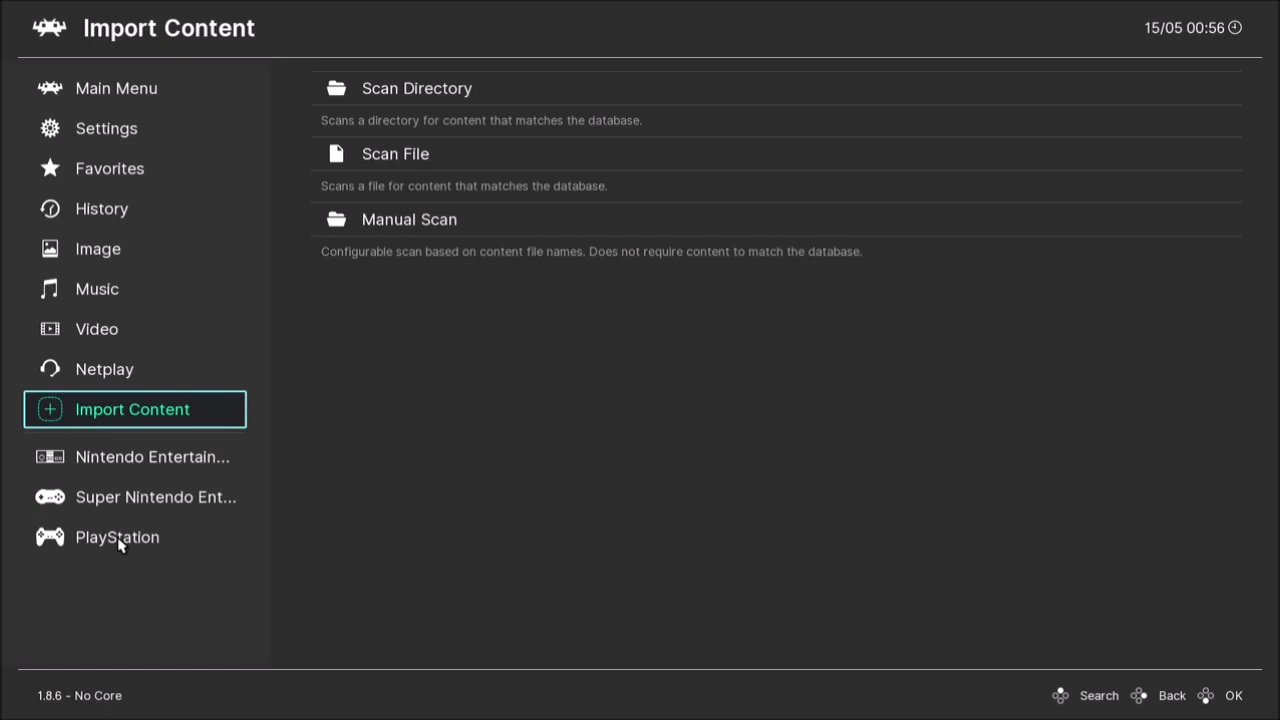 Import Content
15/05 00:56
Main Menu
Settings
Favorites
History
Image
Music
Video
Netplay
Import Content
Nintendo Entertain...
Super Nintendo Ent...
PlayStation
Scan Directory
Scans a directory for content that matches the database.
Scan File
Scans a file for content that matches the database.
Manual Scan
Configurable scan based on content file names. Does not require content to match the database.
1.8.6 - No Core
Search
Back
OK